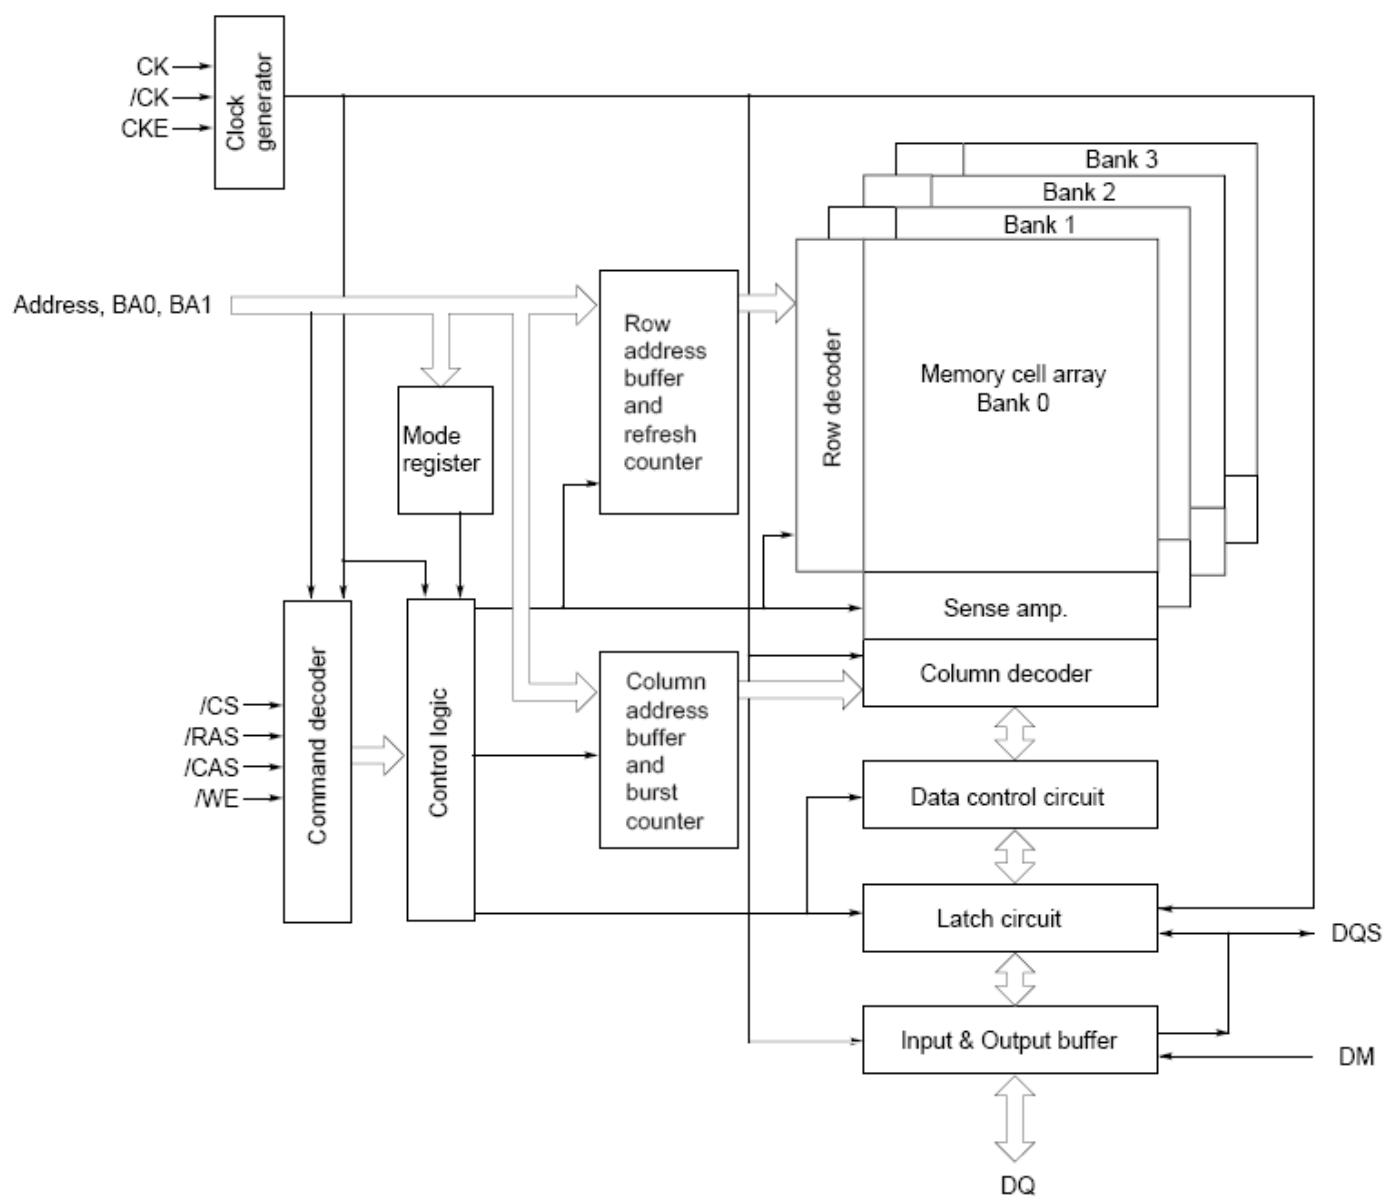 CK
/CK
CKE
Clock
generator
Bank 3
Bank 2
Bank 1
Address, BA0, BA1
Row
address
buffer
and
refresh
counter
Row decoder
Memory cell array
Bank 0
Mode
register
Sense amp.
Column decoder
Command decoder
Control logic
/CS
/RAS
/CAS
/WE
Column
address
buffer
and
burst
counter
Data control circuit
Latch circuit
DQS
Input & Output buffer
DM
DQ